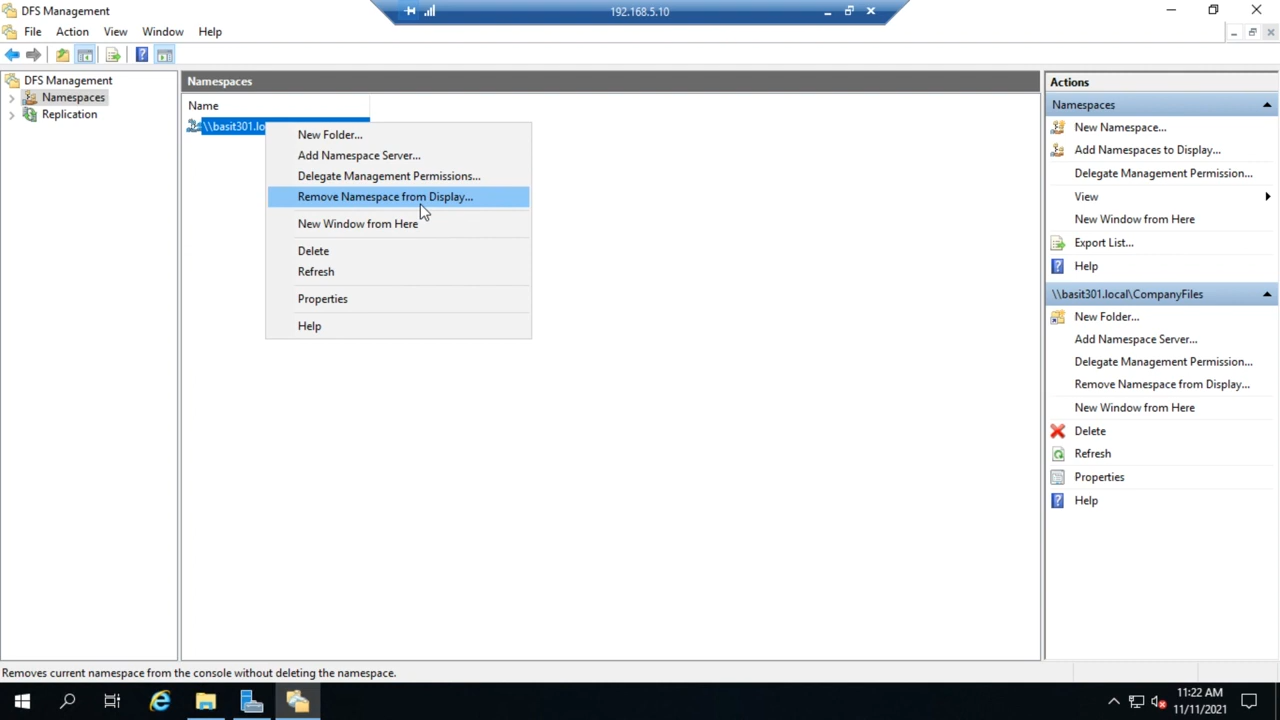 DFS Management
192.168.5.10
File Action View Window Help
DFS Management
Namespaces
Replication
Namespaces
Name
\\basit301.lo
New Folder...
Add Namespace Server...
Delegate Management Permissions...
Remove Namespace from Display...
New Window from Here
Delete
Refresh
Properties
Help
Actions
Namespaces
New Namespace...
Add Namespaces to Display...
Delegate Management Permission...
View
New Window from Here
Export List...
Help
\\basit301.local\CompanyFiles
New Folder...
Add Namespace Server...
Delegate Management Permission...
Remove Namespace from Display...
New Window from Here
Delete
Refresh
Properties
Help
Removes current namespace from the console without deleting the namespace.
11:22 AM
11/11/2021